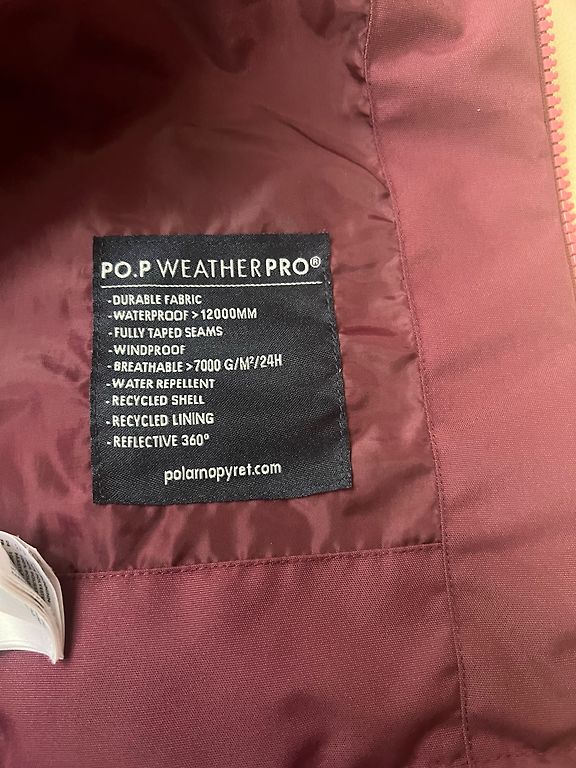 PO.P WEATHERPRO®
-DURABLE FABRIC
-WATERPROOF >12000MM
-FULLY TAPED SEAMS
-WINDPROOF
-BREATHABLE >7000 G/M²/24H
-WATER REPELLENT
-RECYCLED SHELL
-RECYCLED LINING
-REFLECTIVE 360°
polarnopyret.com